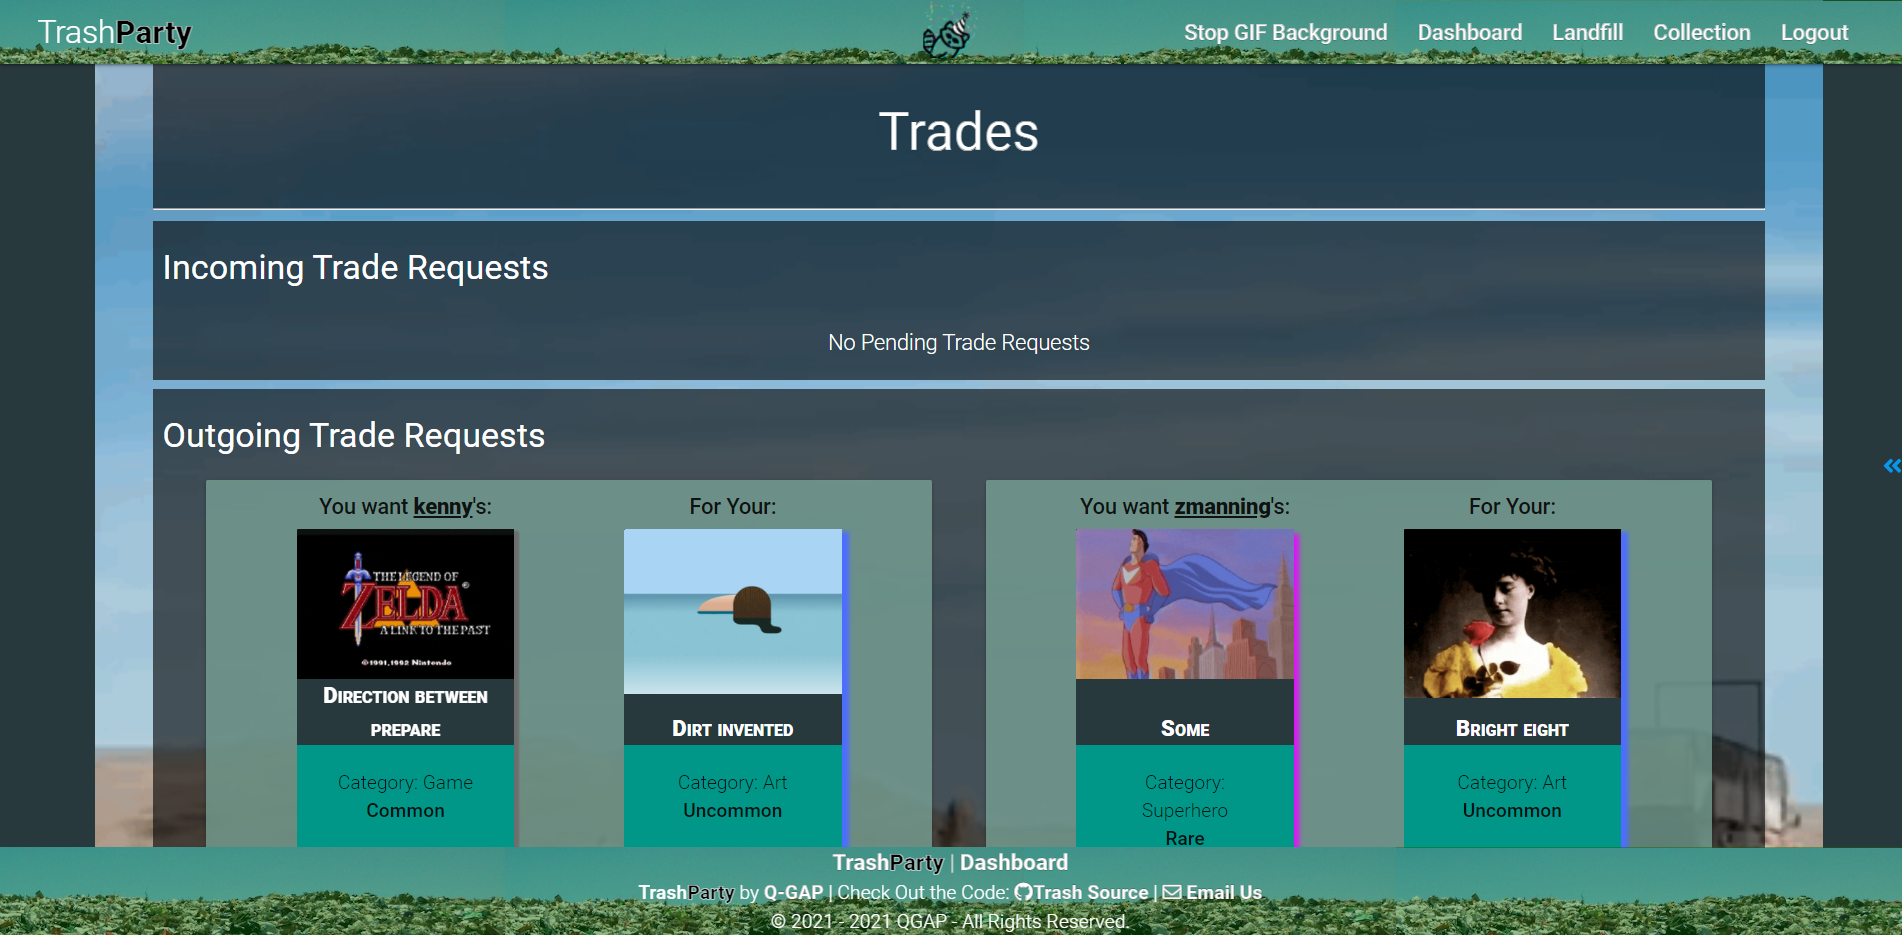 TrashParty
Stop GIF Background Dashboard Landfill Collection Logout
Trades
Incoming Trade Requests
No Pending Trade Requests
Outgoing Trade Requests
You want kenny's:
For Your:
THE LEGEND OF
ZELDA
A LINK TO THE PAST
©1991,1992 Nintendo
Direction between
prepare
Category: Game
Common
Dirt invented
Category: Art
Uncommon
You want zmanning's:
For Your:
Some
Category:
Superhero
Rare
Bright eight
Category: Art
Uncommon
TrashParty | Dashboard
TrashParty by Q-GAP | Check Out the Code: Trash Source | Email Us
© 2021 - 2021 QGAP - All Rights Reserved.